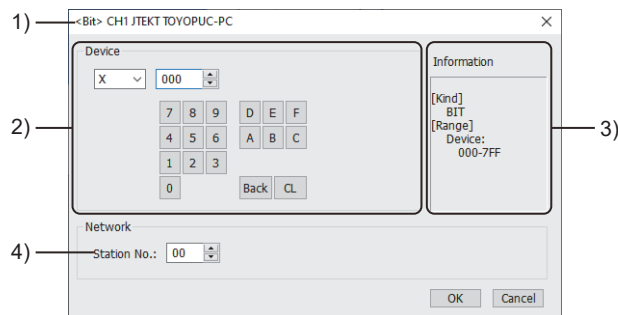 1) <Bit> CH1 JTEKT TOYOPUC-PC
Device
X 000
7 8 9 D E F
4 5 6 A B C
1 2 3
0 Back CL
2)
Information
[Kind]
BIT
[Range]
Device:
000-7FF
3)
Network
4) Station No.: 00
OK Cancel